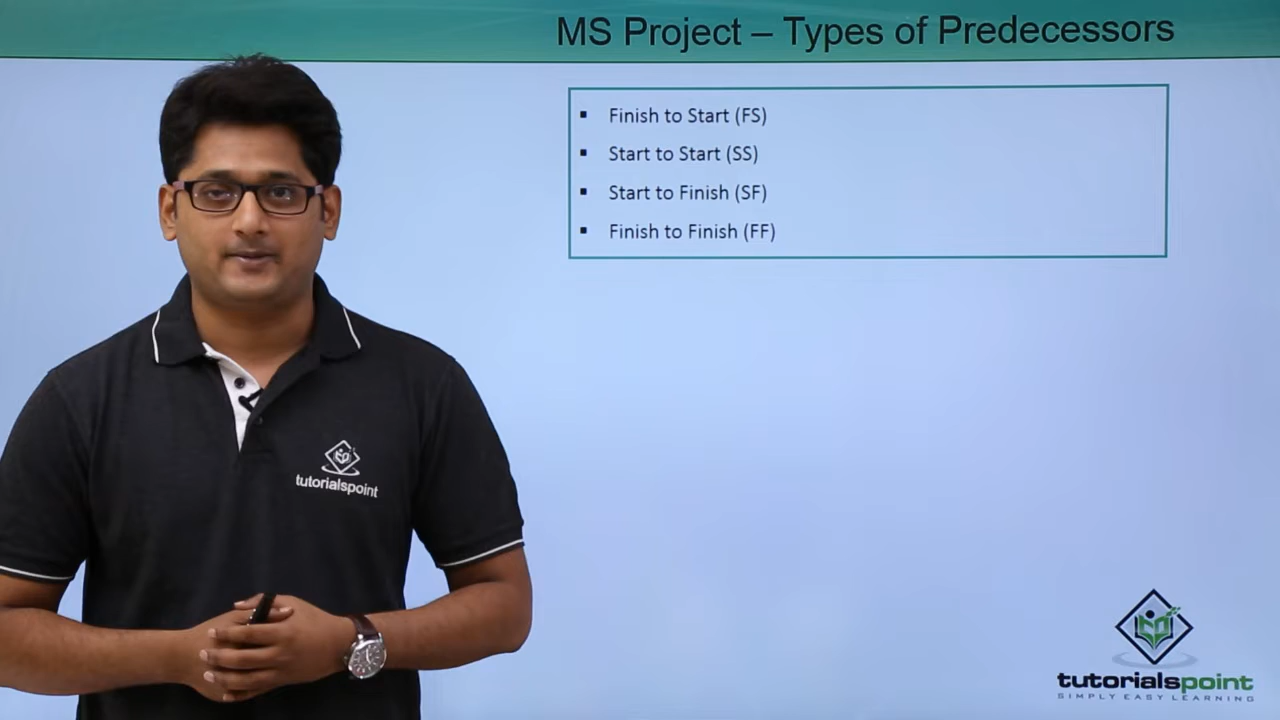 MS Project – Types of Predecessors
▪ Finish to Start (FS)
▪ Start to Start (SS)
▪ Start to Finish (SF)
▪ Finish to Finish (FF)
tutorialspoint
tutorialspoint
SIMPLY EASY LEARNING